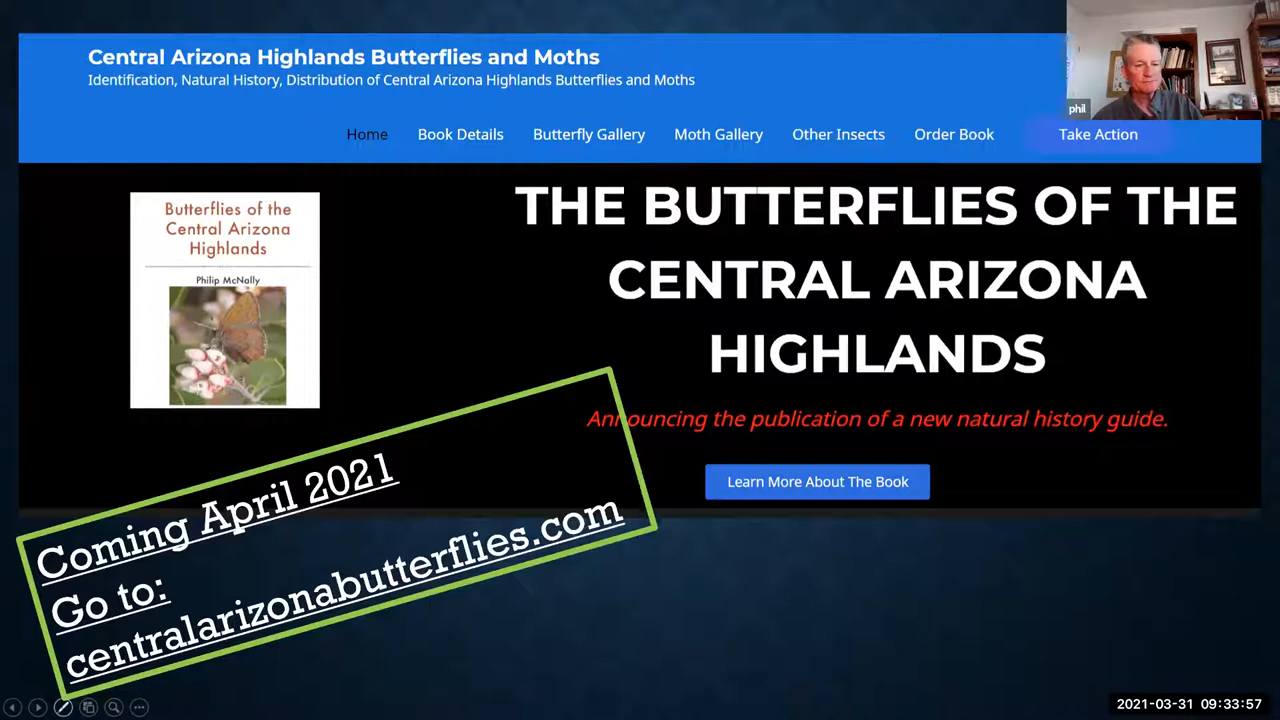 Central Arizona Highlands Butterflies and Moths
Identification, Natural History, Distribution of Central Arizona Highlands Butterflies and Moths
phil
Home Book Details Butterfly Gallery Moth Gallery Other Insects Order Book Take Action
Butterflies of the
Central Arizona
Highlands
Philip McNally
THE BUTTERFLIES OF THE
CENTRAL ARIZONA
HIGHLANDS
Announcing the publication of a new natural history guide.
Learn More About The Book
Coming April 2021
Go to:
centralarizonabutterflies.com
2021-03-31 09:33:57